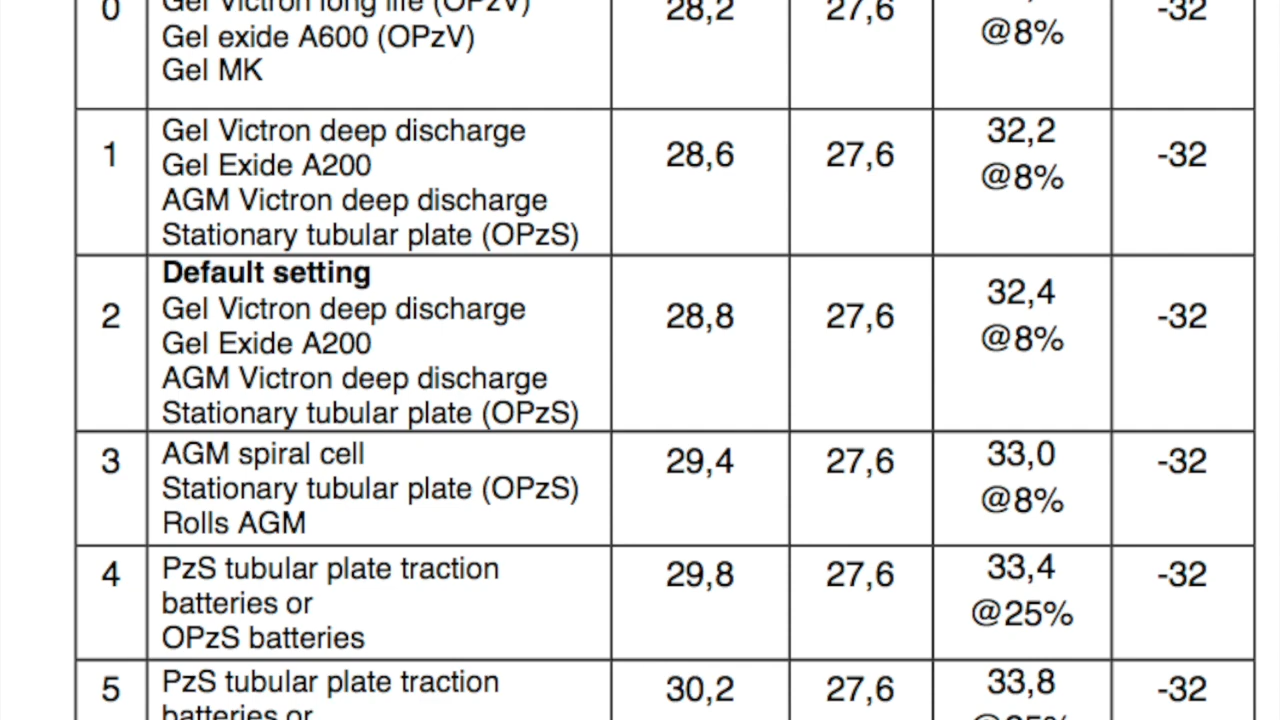 0
Gel Victron long life (OPzV)
Gel exide A600 (OPzV)
Gel MK
28,2
27,6
@8%
-32
1
Gel Victron deep discharge
Gel Exide A200
AGM Victron deep discharge
Stationary tubular plate (OPzS)
28,6
27,6
32,2
@8%
-32
2
Default setting
Gel Victron deep discharge
Gel Exide A200
AGM Victron deep discharge
Stationary tubular plate (OPzS)
28,8
27,6
32,4
@8%
-32
3
AGM spiral cell
Stationary tubular plate (OPzS)
Rolls AGM
29,4
27,6
33,0
@8%
-32
4
PzS tubular plate traction
batteries or
OPzS batteries
29,8
27,6
33,4
@25%
-32
5
PzS tubular plate traction
batteries or
30,2
27,6
33,8
@25%
-32